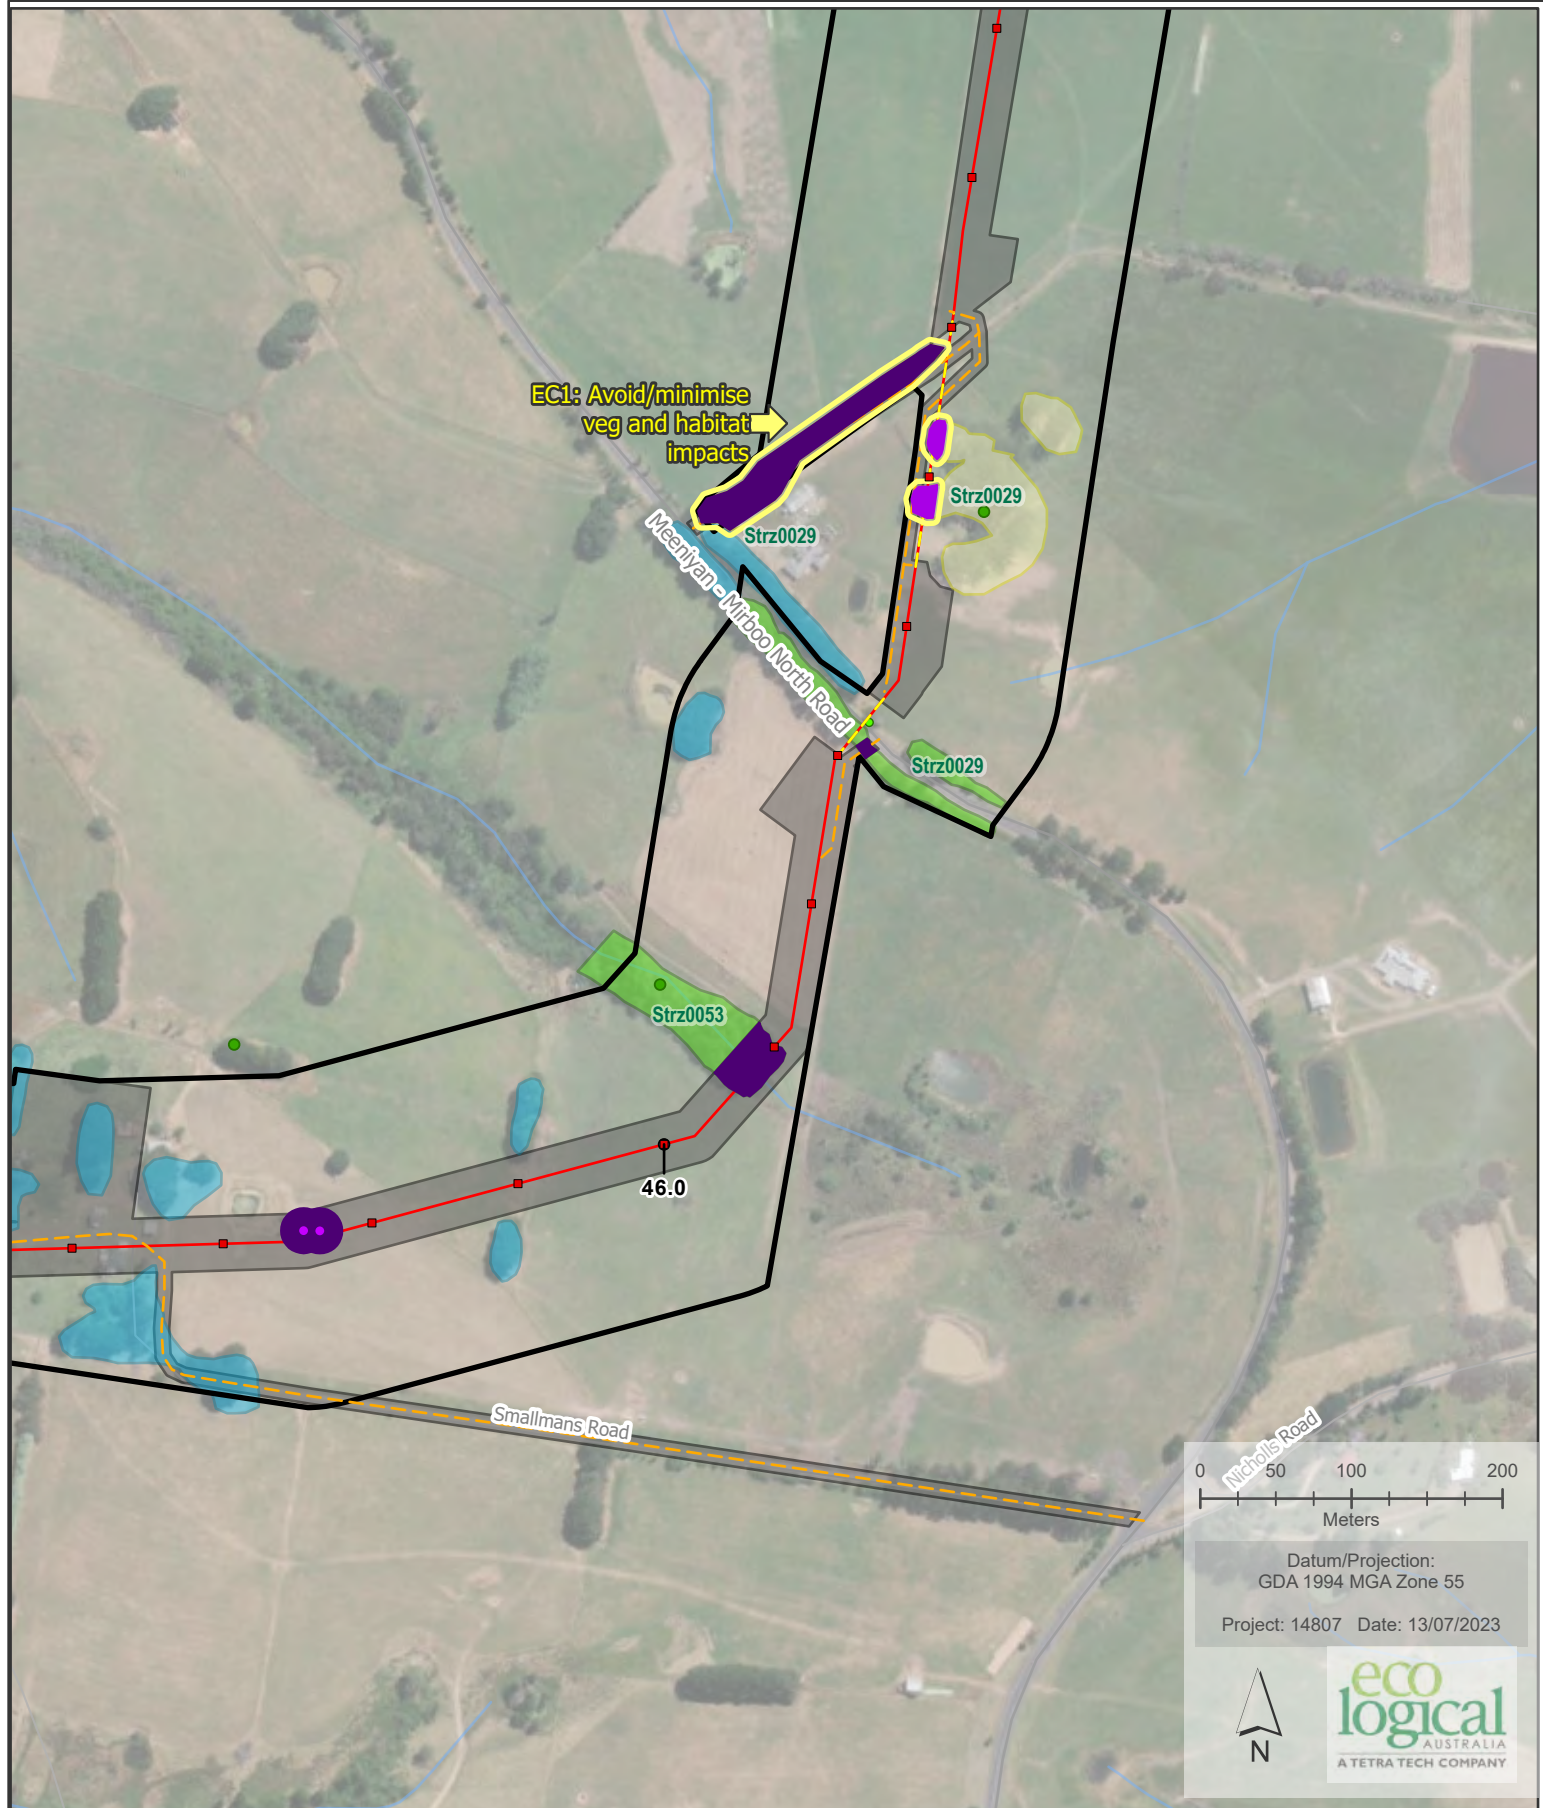 EC1: Avoid/minimise
veg and habitat
impacts
Strz0029
Strz0029
Meeniyan - Mirboo North Road
Strz0029
Strz0053
46.0
Smallmans Road
Nicholls Road
0 50 100 200
Meters
Datum/Projection:
GDA 1994 MGA Zone 55
Project: 14807 Date: 13/07/2023
N
eco
logical
AUSTRALIA
A TETRA TECH COMPANY